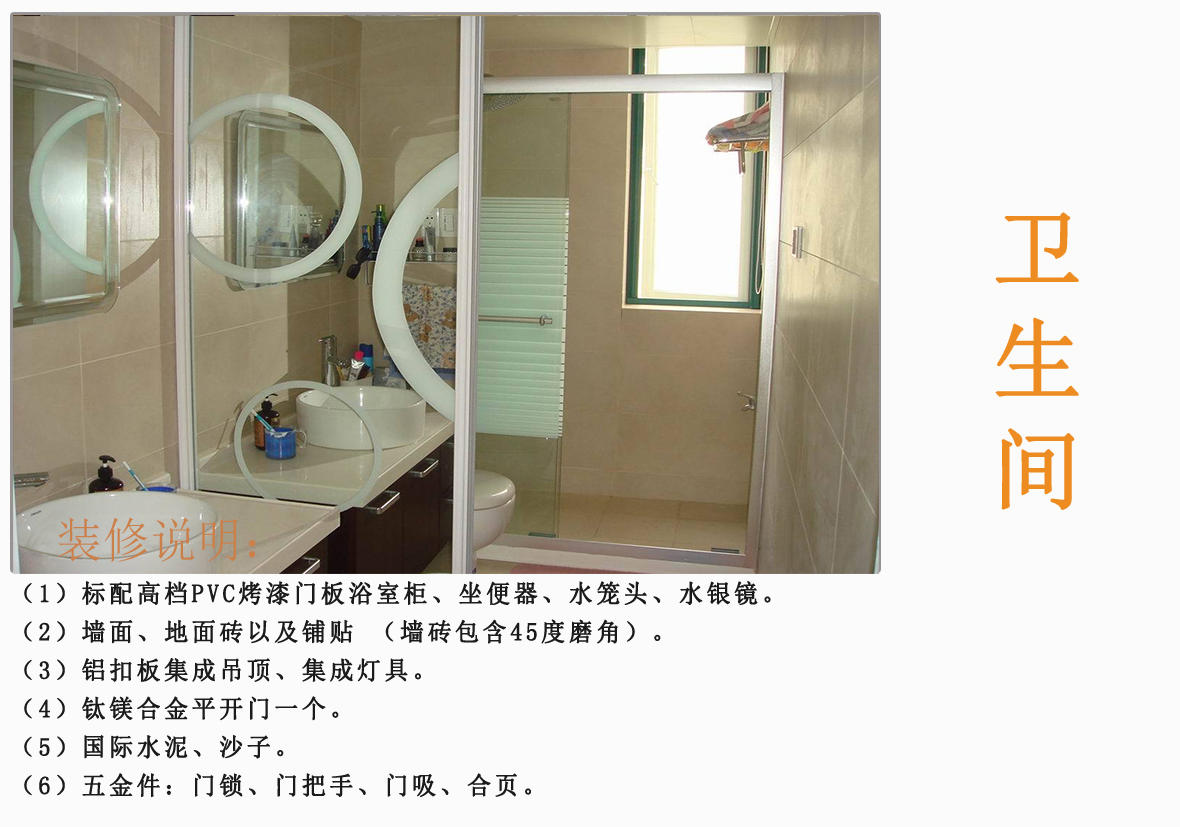 卫生间
装修说明：
（1）标配高档PVC烤漆门板浴室柜、坐便器、水笼头、水银镜。
（2）墙面、地面砖以及铺贴 （墙砖包含45度磨角）。
（3）铝扣板集成吊顶、集成灯具。
（4）钛镁合金平开门一个。
（5）国际水泥、沙子。
（6）五金件：门锁、门把手、门吸、合页。